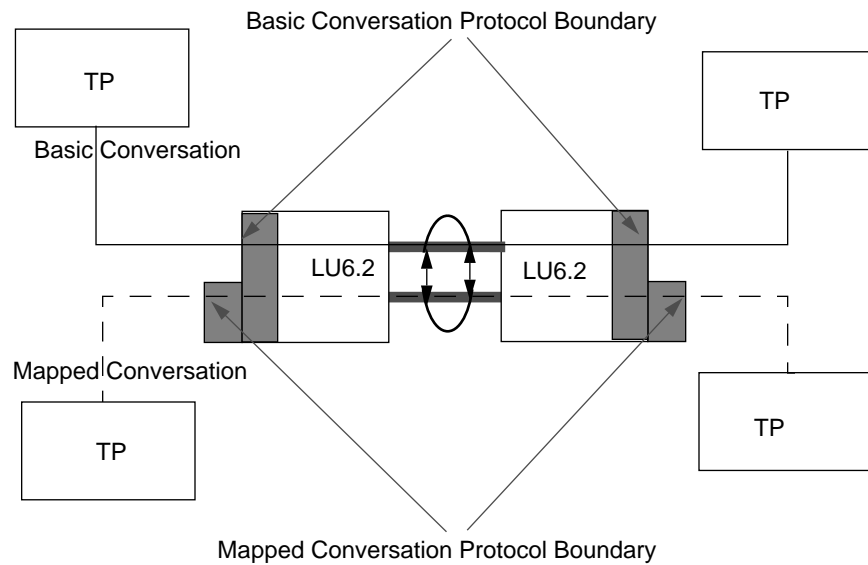 Basic Conversation Protocol Boundary
TP
TP
Basic Conversation
LU6.2
LU6.2
Mapped Conversation
TP
TP
Mapped Conversation Protocol Boundary